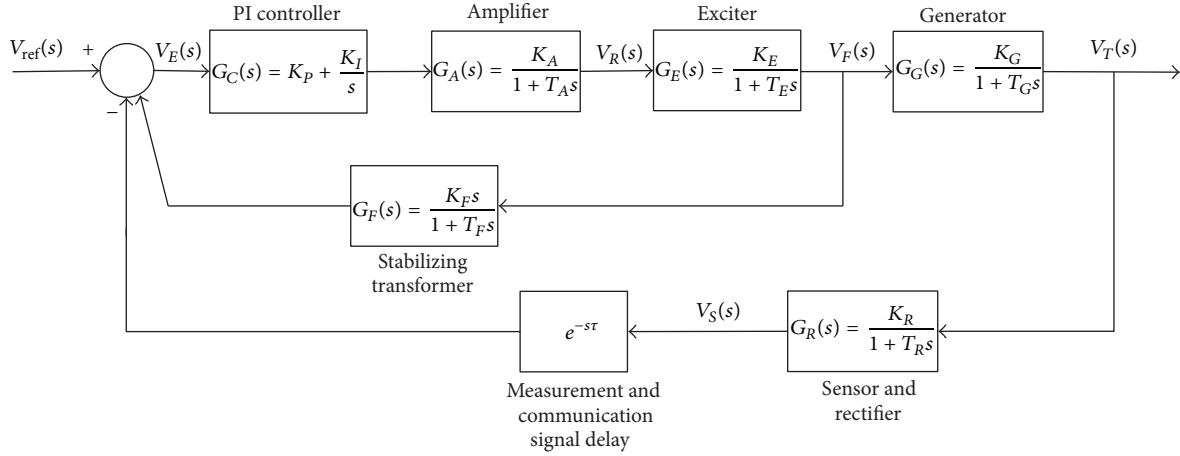 PI controller
Amplifier
Exciter
Generator
V_ref(s)
+
V_E(s)
G_C(s) = K_P + K_I/s
G_A(s) = K_A/(1 + T_A s)
V_R(s)
G_E(s) = K_E/(1 + T_E s)
V_F(s)
G_G(s) = K_G/(1 + T_G s)
V_T(s)
−
G_F(s) = K_F s/(1 + T_F s)
Stabilizing
transformer
e^{−sτ}
V_S(s)
G_R(s) = K_R/(1 + T_R s)
Measurement and
communication
signal delay
Sensor and
rectifier